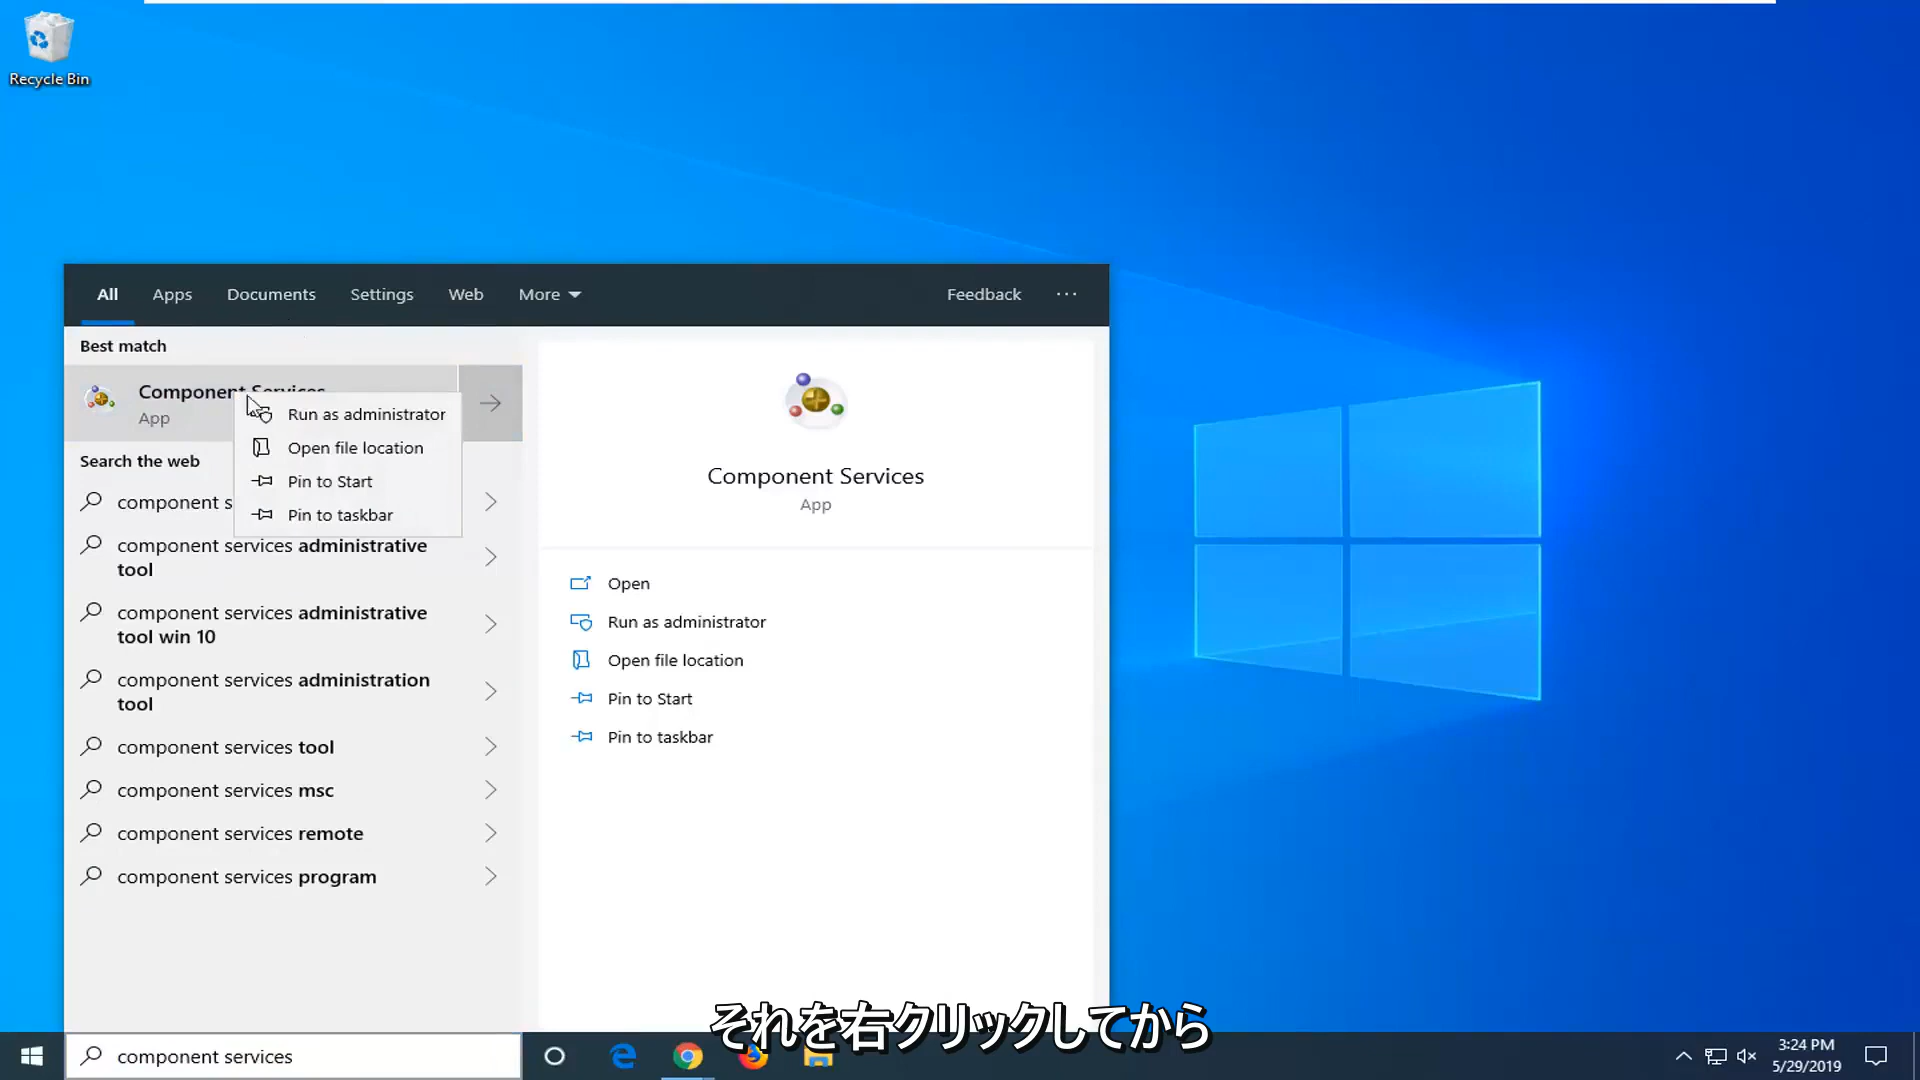 Recycle Bin
All Apps Documents Settings Web More Feedback ...
Best match
Component Services
App
Run as administrator
Open file location
Pin to Start
Pin to taskbar
Search the web
component s
component services administrative
tool
component services administrative
tool win 10
component services administration
tool
component services tool
component services msc
component services remote
component services program
Component Services
App
Open
Run as administrator
Open file location
Pin to Start
Pin to taskbar
それを右クリックしてから
component services
3:24 PM
5/29/2019